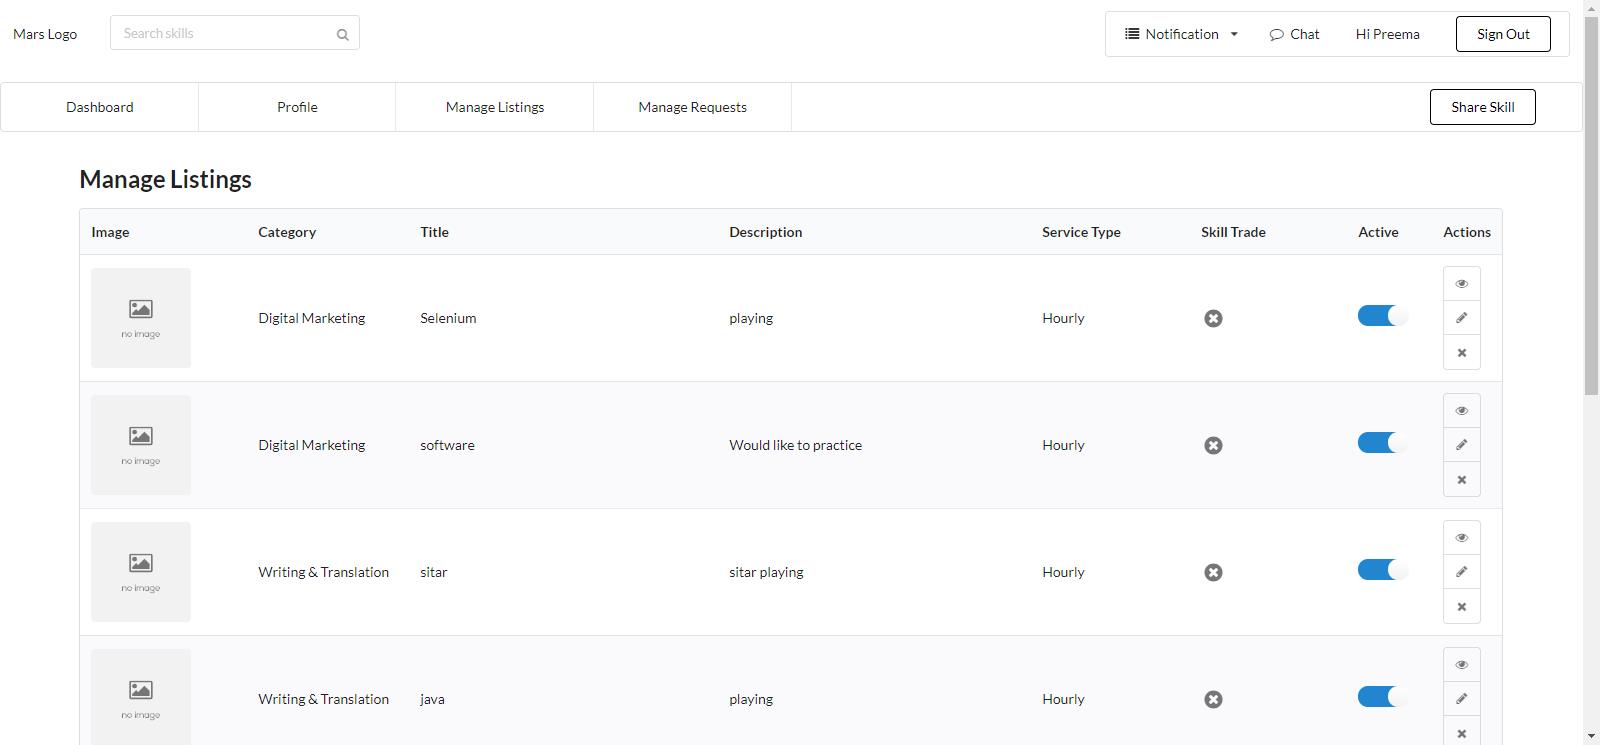 Mars Logo
Search skills
Notification Chat Hi Preema Sign Out
Dashboard Profile Manage Listings Manage Requests Share Skill
Manage Listings
Image Category Title Description Service Type Skill Trade Active Actions
no image Digital Marketing Selenium playing Hourly
no image Digital Marketing software Would like to practice Hourly
no image Writing & Translation sitar sitar playing Hourly
no image Writing & Translation java playing Hourly